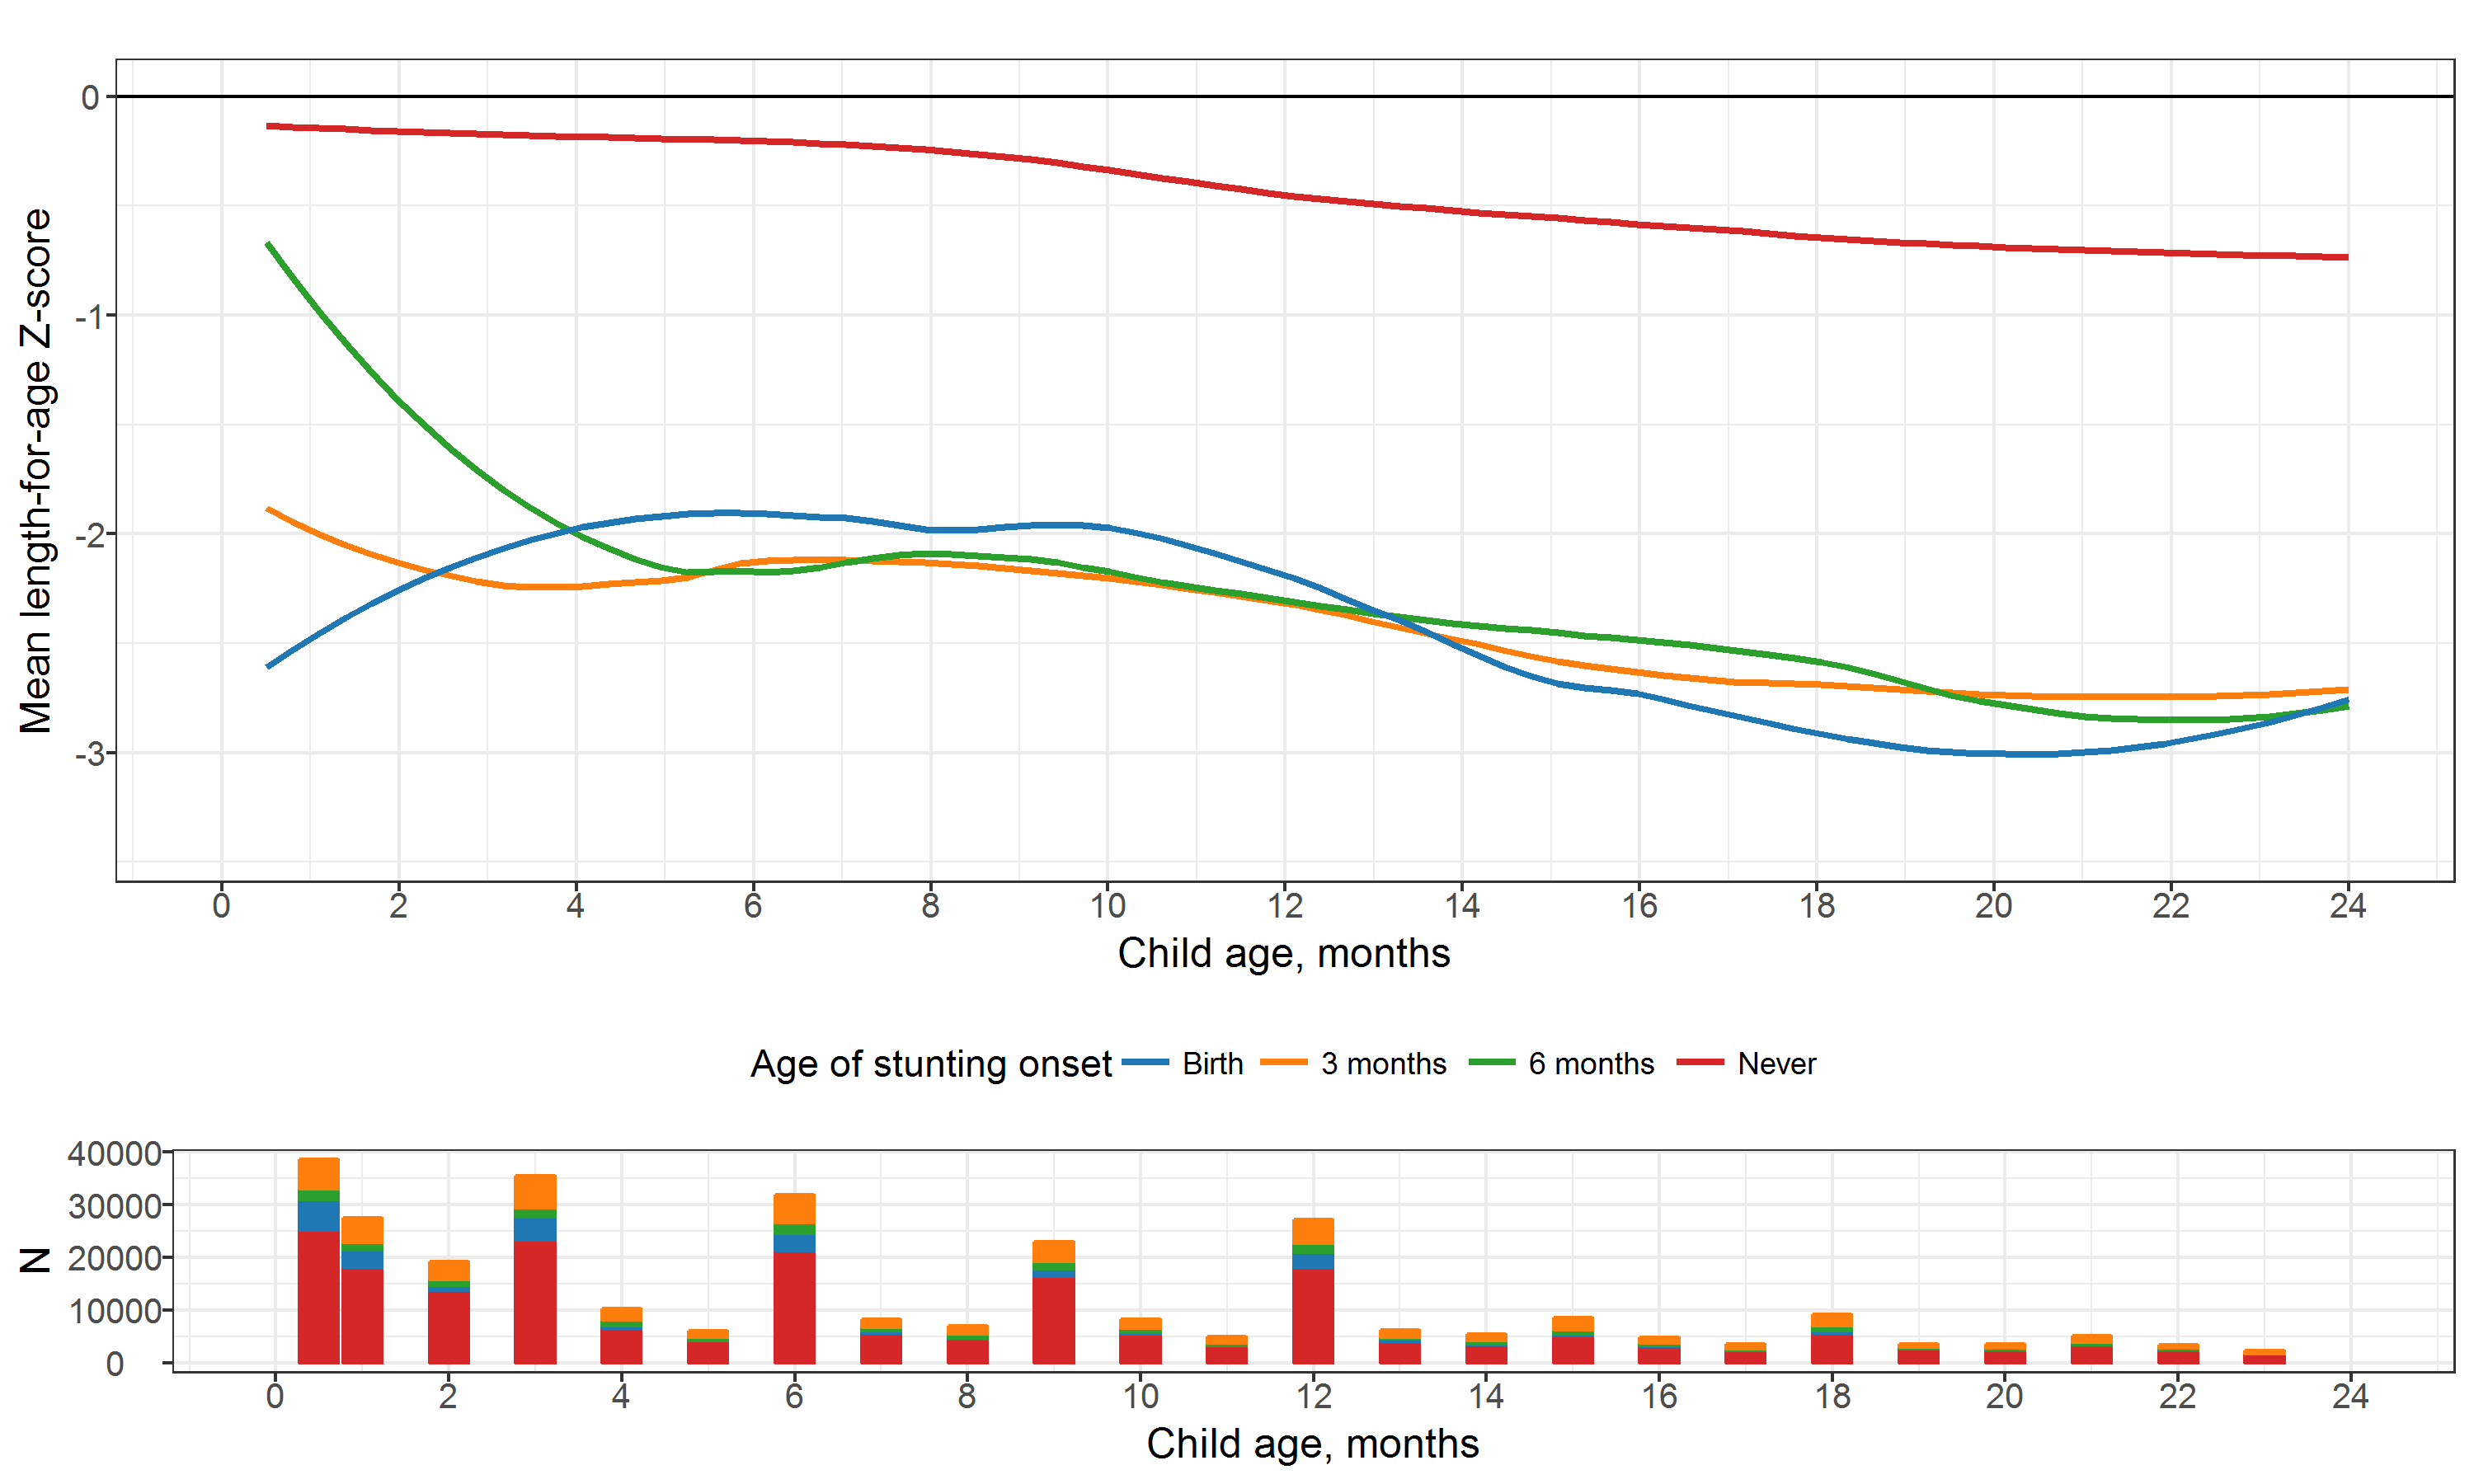 Mean length-for-age Z-score
0
-1
-2
-3
0 2 4 6 8 10 12 14 16 18 20 22 24
Child age, months
Age of stunting onset Birth 3 months 6 months Never
N
40000
30000
20000
10000
0
0 2 4 6 8 10 12 14 16 18 20 22 24
Child age, months